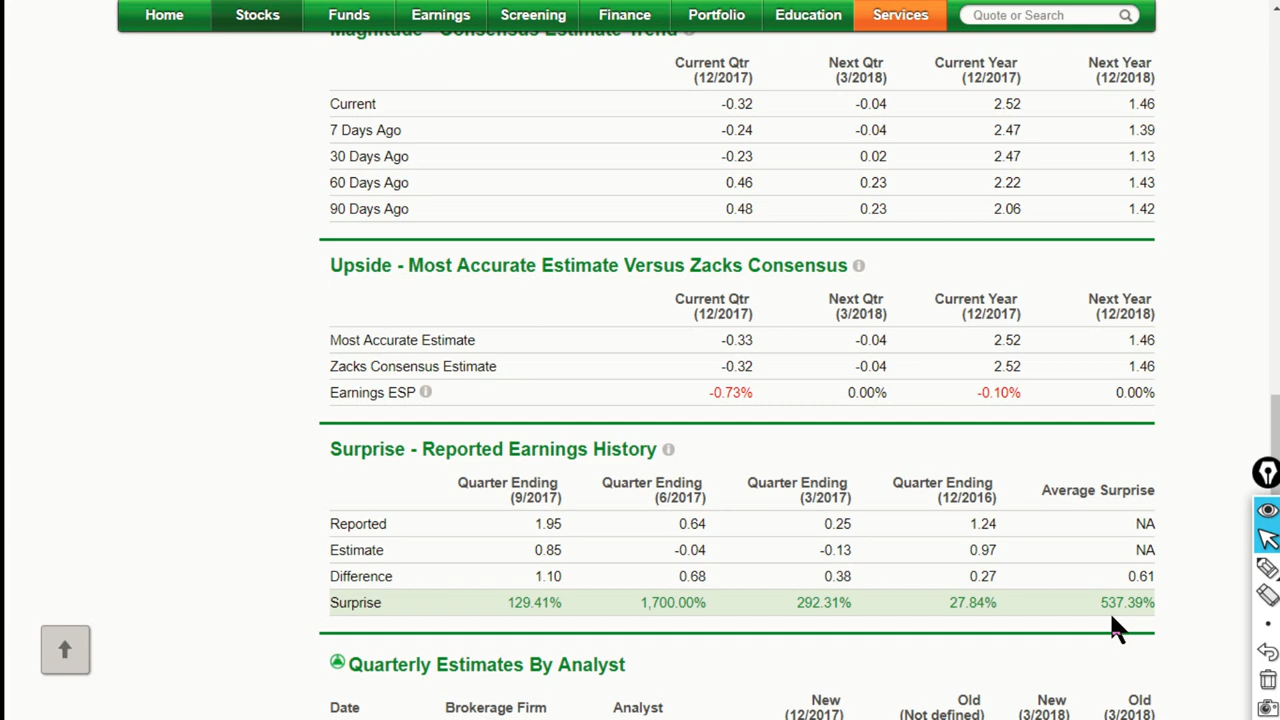 Home Stocks Funds Earnings Screening Finance Portfolio Education Services Quote or Search
Magnitude - Consensus Estimate Trend
Current Qtr Next Qtr Current Year Next Year
(12/2017) (3/2018) (12/2017) (12/2018)
Current -0.32 -0.04 2.52 1.46
7 Days Ago -0.24 -0.04 2.47 1.39
30 Days Ago -0.23 0.02 2.47 1.13
60 Days Ago 0.46 0.23 2.22 1.43
90 Days Ago 0.48 0.23 2.06 1.42
Upside - Most Accurate Estimate Versus Zacks Consensus
Current Qtr Next Qtr Current Year Next Year
(12/2017) (3/2018) (12/2017) (12/2018)
Most Accurate Estimate -0.33 -0.04 2.52 1.46
Zacks Consensus Estimate -0.32 -0.04 2.52 1.46
Earnings ESP -0.73% 0.00% -0.10% 0.00%
Surprise - Reported Earnings History
Quarter Ending Quarter Ending Quarter Ending Quarter Ending Average Surprise
(9/2017) (6/2017) (3/2017) (12/2016)
Reported 1.95 0.64 0.25 1.24 NA
Estimate 0.85 -0.04 -0.13 0.97 NA
Difference 1.10 0.68 0.38 0.27 0.61
Surprise 129.41% 1,700.00% 292.31% 27.84% 537.39%
Quarterly Estimates By Analyst
Date Brokerage Firm Analyst New Old New Old
(12/2017) (Not defined) (3/2018) (3/2018)